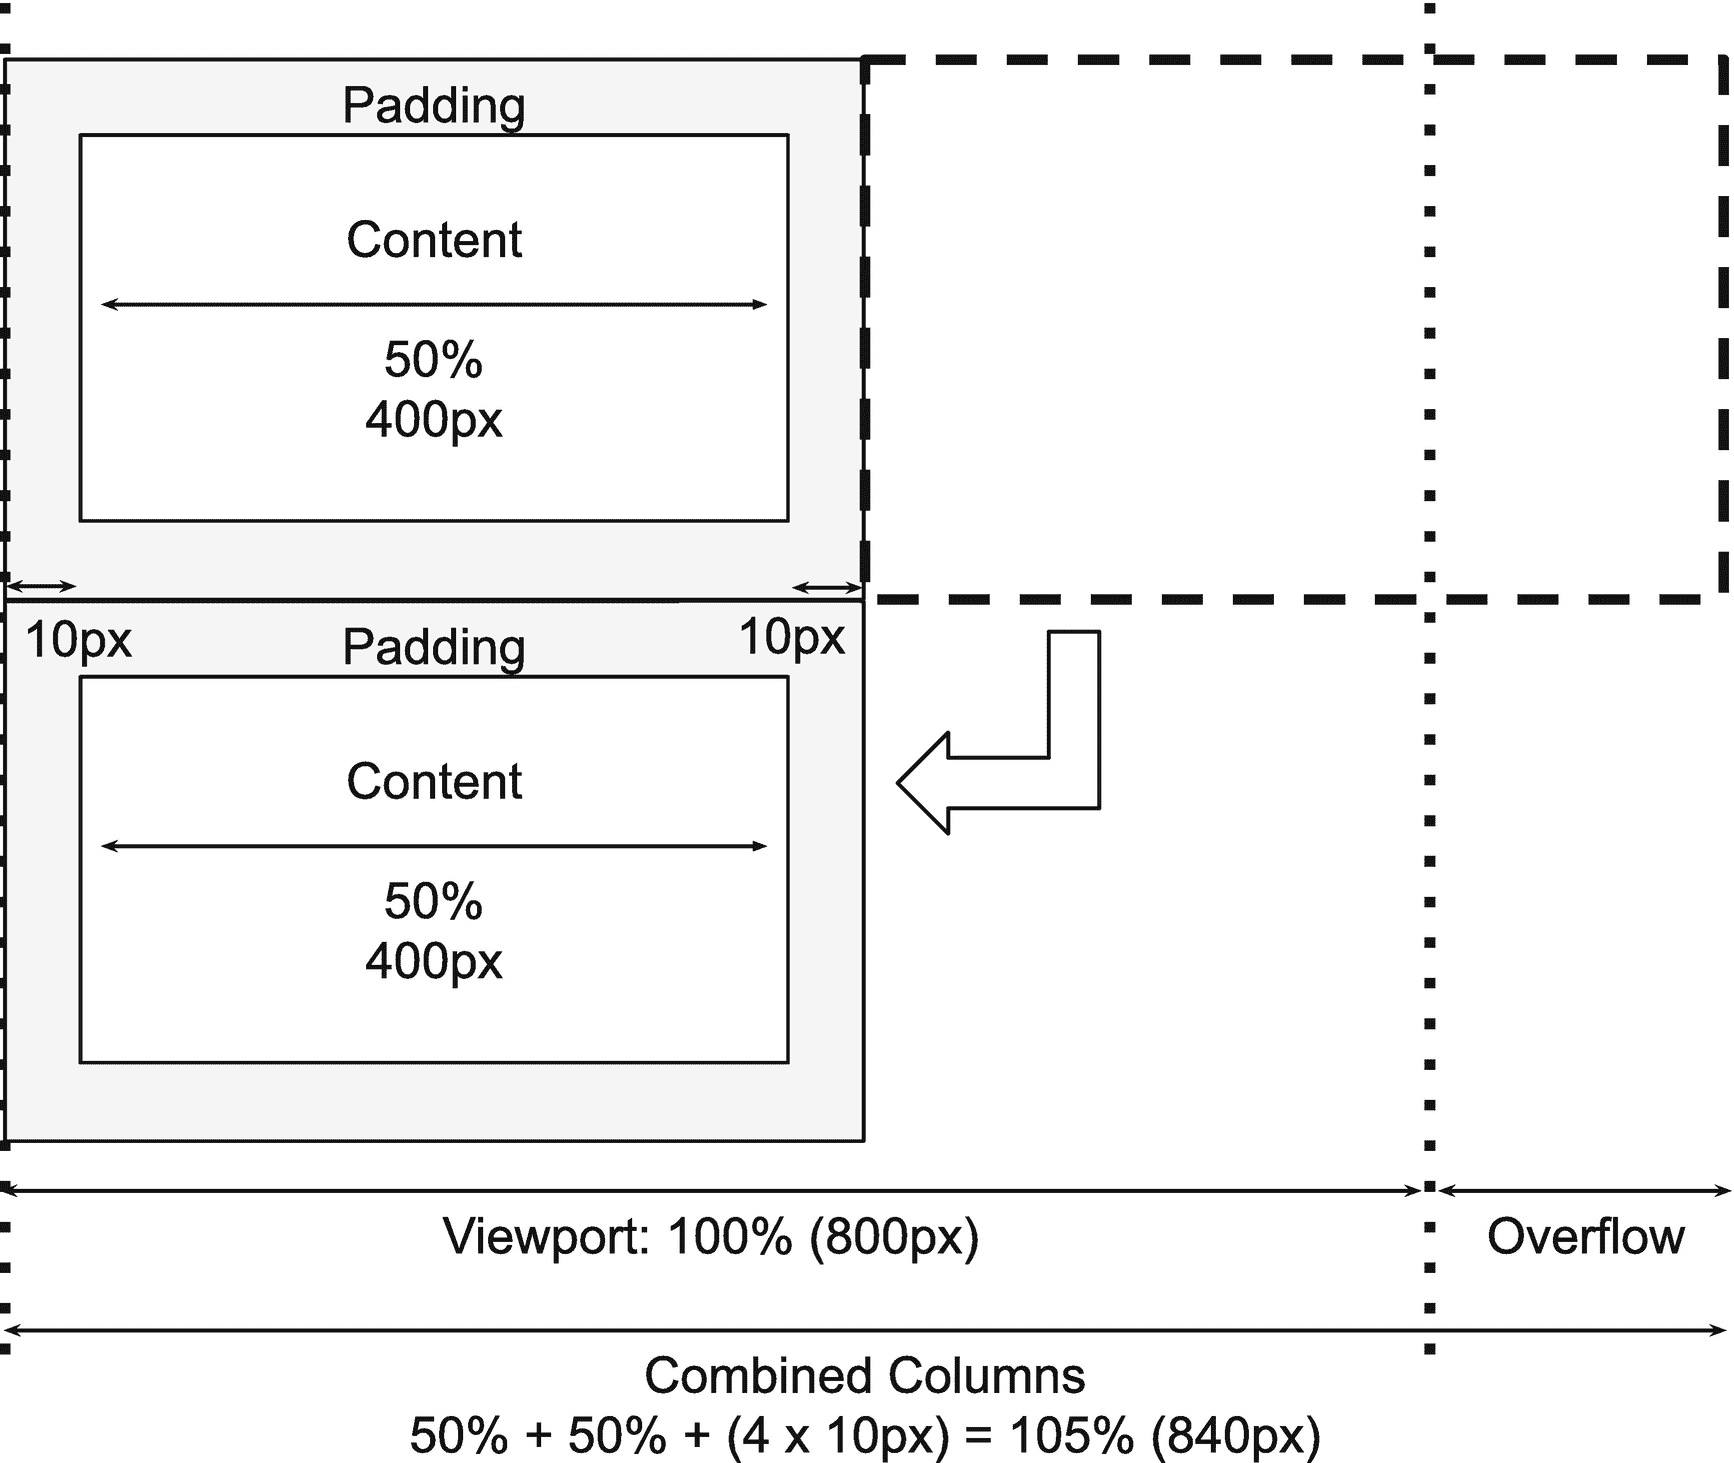 Padding
Content
50%
400px
10px
Padding
10px
Content
50%
400px
Viewport: 100% (800px)
Overflow
Combined Columns
50% + 50% + (4 x 10px) = 105% (840px)